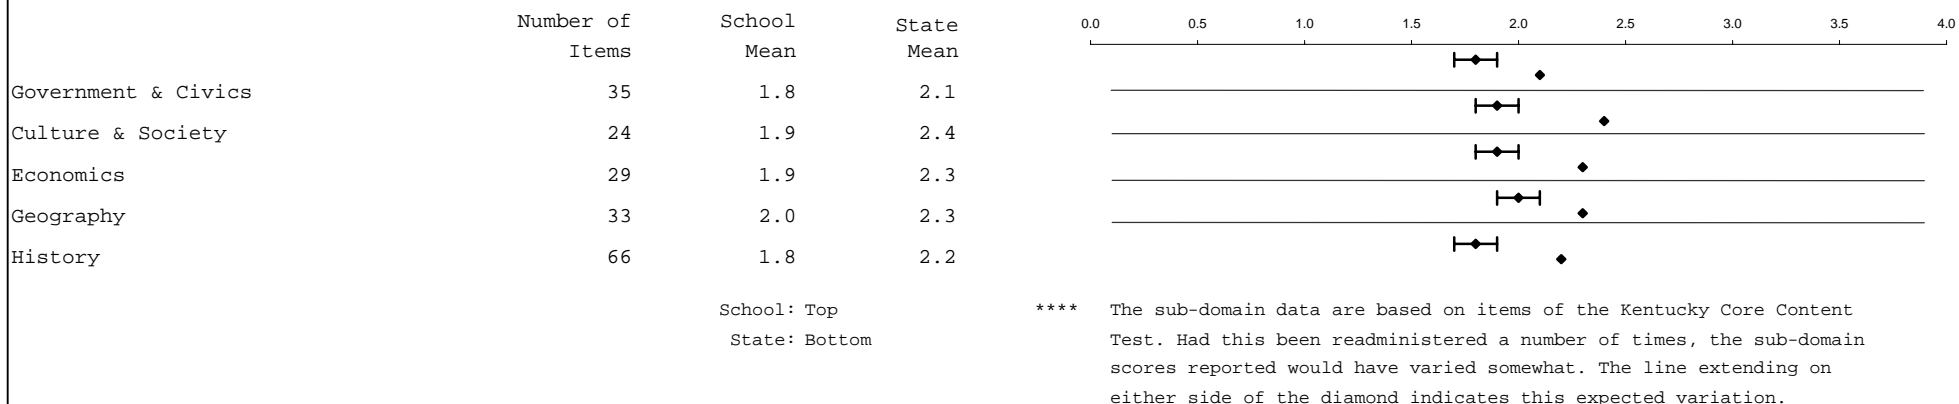 Number of School State 0.0 0.5 1.0 1.5 2.0 2.5 3.0 3.5 4.0
Items Mean Mean
Government & Civics 35 1.8 2.1
Culture & Society 24 1.9 2.4
Economics 29 1.9 2.3
Geography 33 2.0 2.3
History 66 1.8 2.2
School: Top **** The sub-domain data are based on items of the Kentucky Core Content
State: Bottom Test. Had this been readministered a number of times, the sub-domain
scores reported would have varied somewhat. The line extending on
either side of the diamond indicates this expected variation.